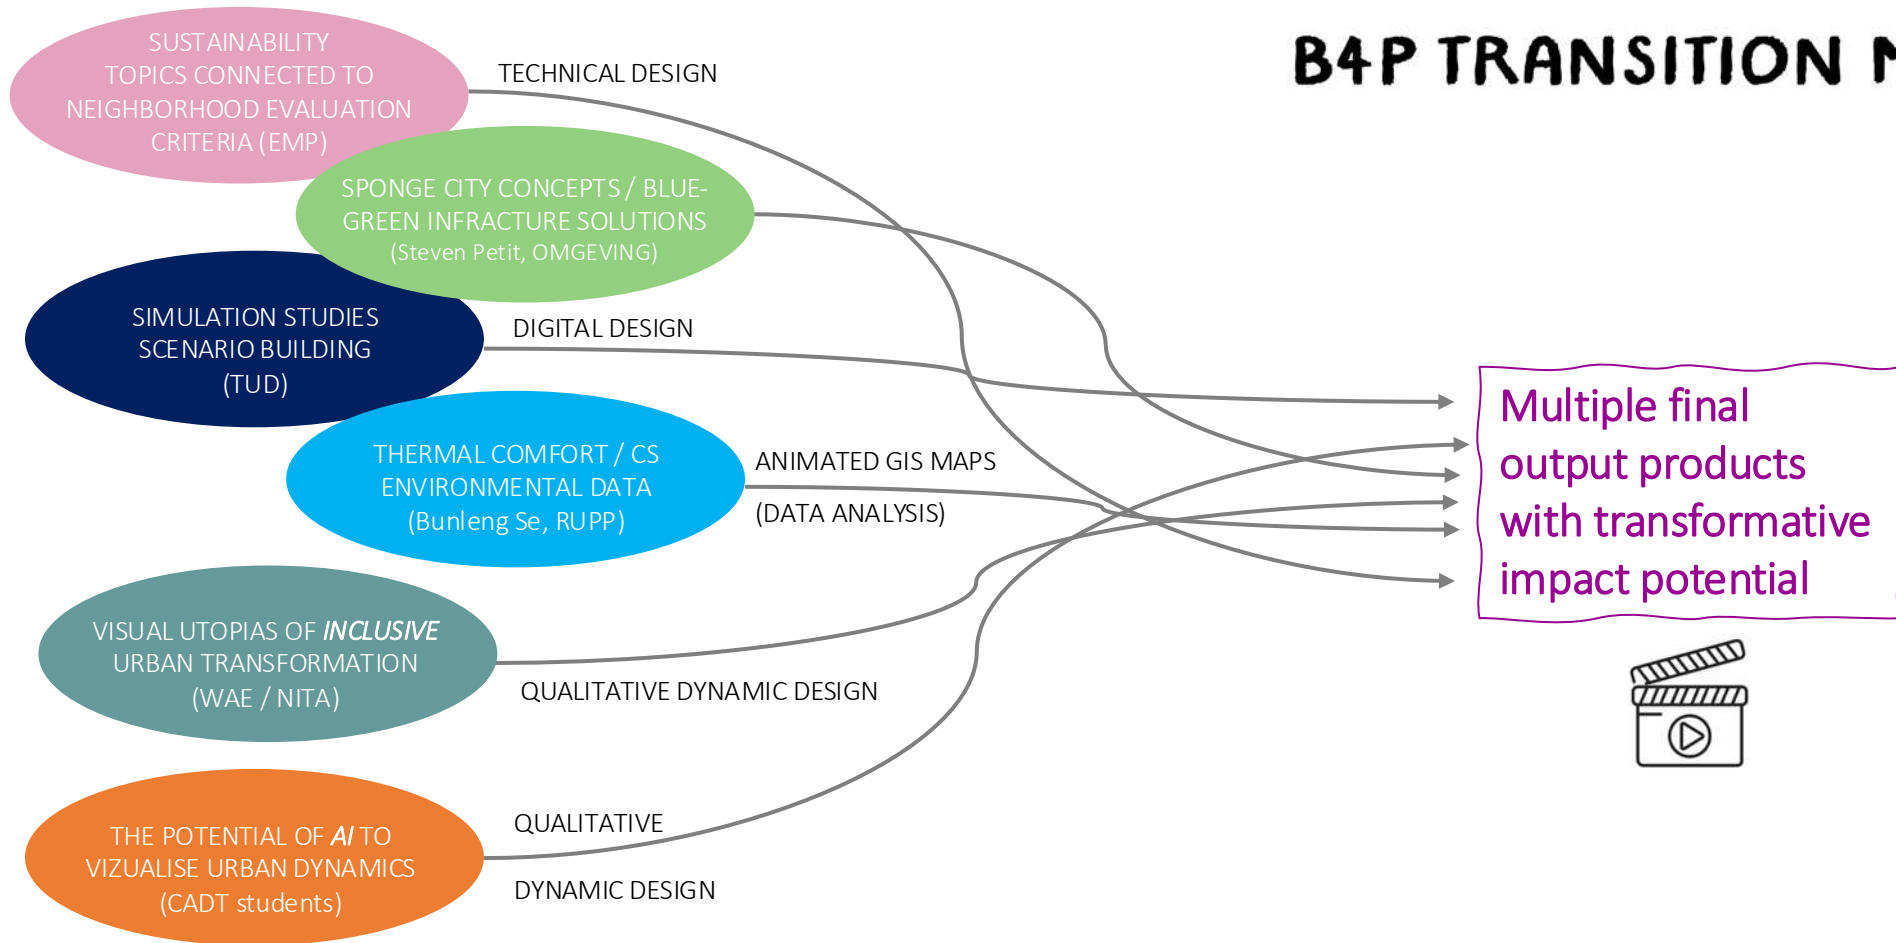 B4P TRANSITION
SUSTAINABILITY
TOPICS CONNECTED TO
NEIGHBORHOOD EVALUATION
CRITERIA (EMP)
TECHNICAL DESIGN
SPONGE CITY CONCEPTS / BLUE-
GREEN INFRACTURE SOLUTIONS
(Steven Petit, OMGEVING)
SIMULATION STUDIES
SCENARIO BUILDING
(TUD)
DIGITAL DESIGN
THERMAL COMFORT / CS
ENVIRONMENTAL DATA
(Bunleng Se, RUPP)
ANIMATED GIS MAPS
(DATA ANALYSIS)
VISUAL UTOPIAS OF INCLUSIVE
URBAN TRANSFORMATION
(WAE / NITA)
QUALITATIVE DYNAMIC DESIGN
THE POTENTIAL OF AI TO
VIZUALISE URBAN DYNAMICS
(CADT students)
QUALITATIVE
DYNAMIC DESIGN
Multiple final
output products
with transformative
impact potential